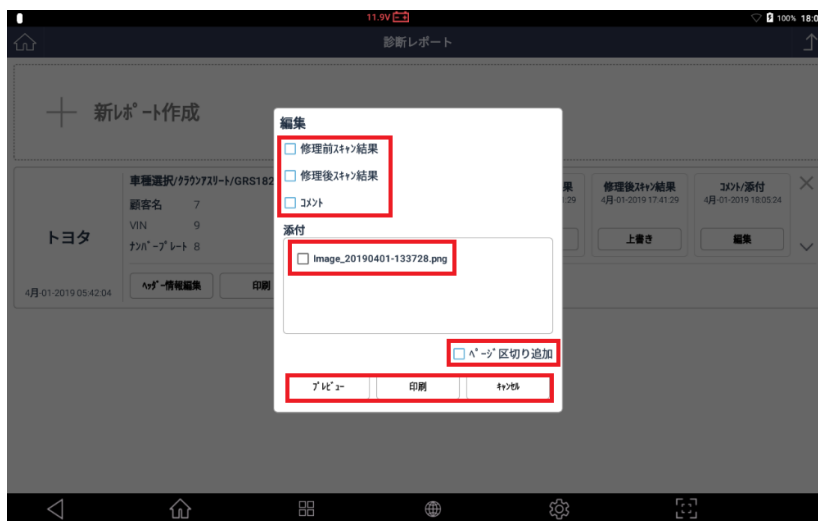 11.9V
100% 18:0
診断レポート
新ﾚﾎﾟｰﾄ作成
編集
修理前ｽｷｬﾝ結果
修理後ｽｷｬﾝ結果
ｺﾒﾝﾄ
添付
Image_20190401-133728.png
ﾍﾟｰｼﾞ区切り追加
ﾌﾟﾚﾋﾞｭｰ
印刷
ｷｬﾝｾﾙ
トヨタ
4月-01-2019 05:42:04
車種選択/ｸﾗｳﾝｱｽﾘｰﾄ/GRS182
顧客名 7
VIN 9
ﾅﾝﾊﾞｰﾌﾟﾚｰﾄ 8
ﾍｯﾀﾞｰ情報編集
印刷
果
1:29
修理後ｽｷｬﾝ結果
4月-01-2019 17:41:29
上書き
ｺﾒﾝﾄ/添付
4月-01-2019 18:05:24
編集